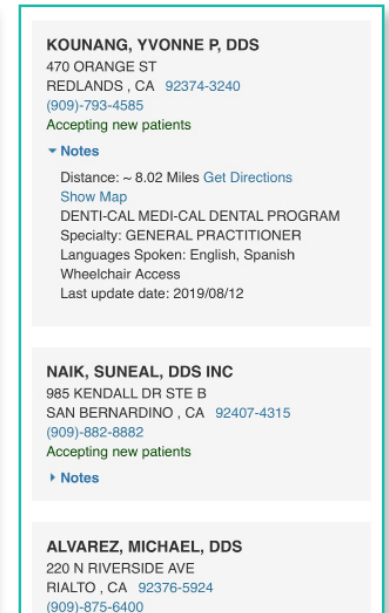 KOUNANG, YVONNE P, DDS
470 ORANGE ST
REDLANDS , CA 92374-3240
(909)-793-4585
Accepting new patients
Notes
Distance: ~ 8.02 Miles Get Directions
Show Map
DENTI-CAL MEDI-CAL DENTAL PROGRAM
Specialty: GENERAL PRACTITIONER
Languages Spoken: English, Spanish
Wheelchair Access
Last update date: 2019/08/12
NAIK, SUNEAL, DDS INC
985 KENDALL DR STE B
SAN BERNARDINO , CA 92407-4315
(909)-882-8882
Accepting new patients
Notes
ALVAREZ, MICHAEL, DDS
220 N RIVERSIDE AVE
RIALTO , CA 92376-5924
(909)-875-6400